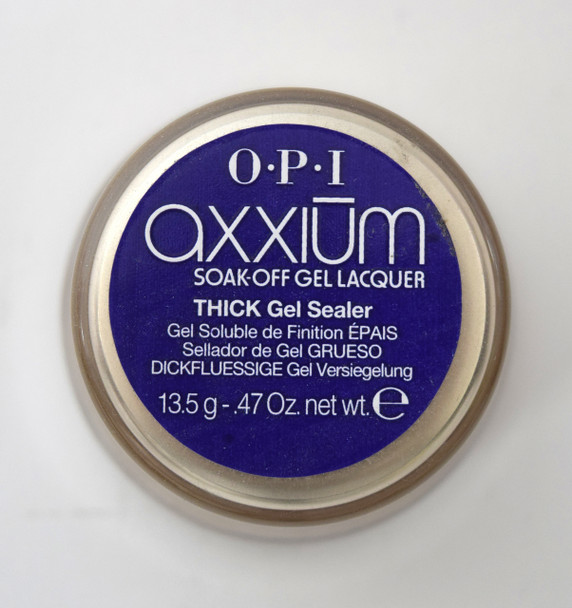 O·P·I
axxiūm
SOAK-OFF GEL LACQUER
THICK Gel Sealer
Gel Soluble de Finition ÉPAIS
Sellador de Gel GRUESO
DICKFLUESSIGE Gel Versiegelung
13.5 g - .47 Oz. net wt. ℮